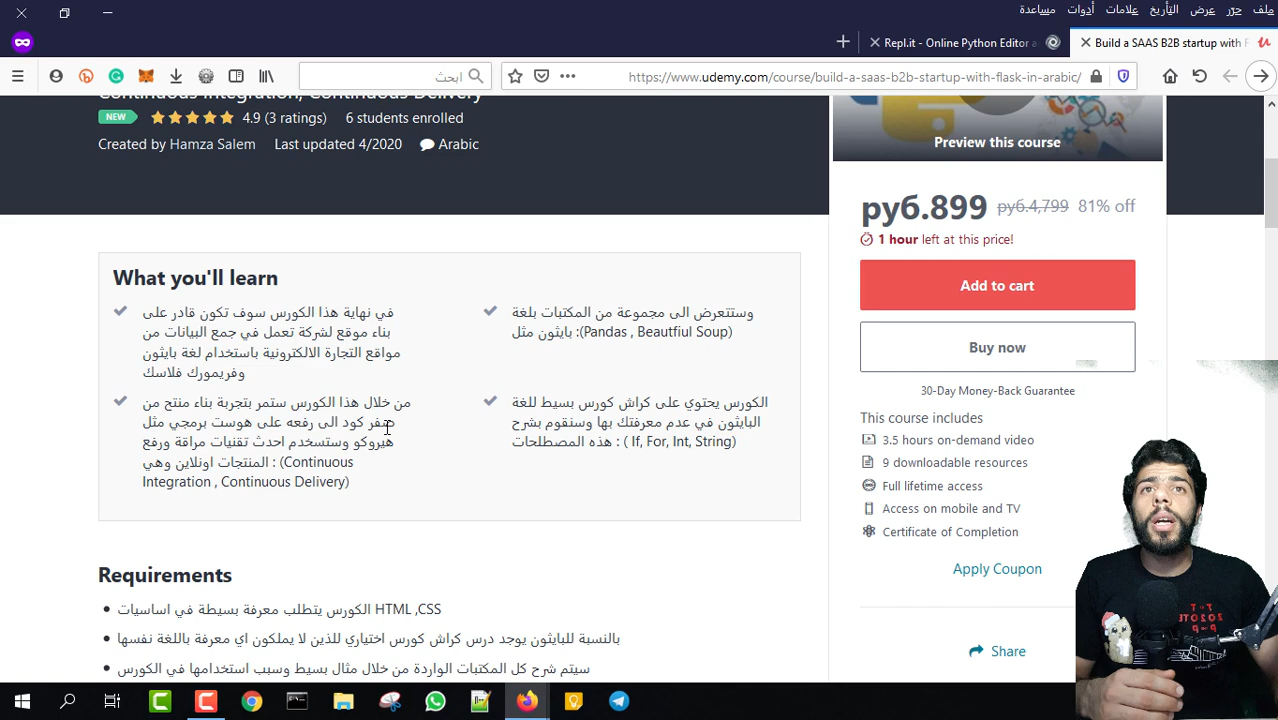 ملف حرّر عرض التأريخ علامات أدوات مساعدة
Repl.it - Online Python Editor a
Build a SAAS B2B startup with F
ابحث
https://www.udemy.com/course/build-a-saas-b2b-startup-with-flask-in-arabic/
Continuous Integration, Continuous Delivery
NEW 4.9 (3 ratings) 6 students enrolled
Created by Hamza Salem Last updated 4/2020 Arabic
What you'll learn
في نهاية هذا الكورس سوف تكون قادر على
بناء موقع لشركة تعمل في جمع البيانات من
مواقع التجارة الالكترونية باستخدام لغة بايثون
وفريمورك فلاسك
وستتعرض الى مجموعة من المكتبات بلغة
بايثون مثل :(Pandas , Beautfiul Soup)
من خلال هذا الكورس ستمر بتجربة بناء منتج من
صفر كود الى رفعه على هوست برمجي مثل
هيروكو وستسخدم احدث تقنيات مراقة ورفع
المنتجات اونلاين وهي : (Continuous
Integration , Continuous Delivery)
الكورس يحتوي على كراش كورس بسيط للغة
البايثون في عدم معرفتك بها وسنقوم بشرح
هذه المصطلحات : ( If, For, Int, String)
Requirements
الكورس يتطلب معرفة بسيطة في اساسيات HTML ,CSS
بالنسبة للبايثون يوجد درس كراش كورس اختياري للذين لا يملكون اي معرفة باللغة نفسها
سيتم شرح كل المكتبات الواردة من خلال مثال بسيط وسبب استخدامها في الكورس
Preview this course
руб.899 руб.4,799 81% off
1 hour left at this price!
Add to cart
Buy now
30-Day Money-Back Guarantee
This course includes
3.5 hours on-demand video
9 downloadable resources
Full lifetime access
Access on mobile and TV
Certificate of Completion
Apply Coupon
Share